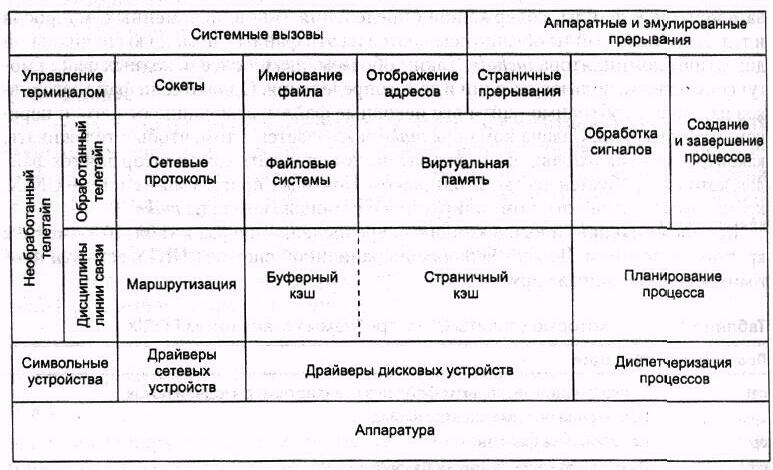 Системные вызовы
Аппаратные и эмулированные
прерывания
Управление
терминалом
Сокеты
Именование
файла
Отображение
адресов
Страничные
прерывания
Обработка
сигналов
Создание
и завершение
процессов
Необработанный
телетайп
Обработанный
телетайп
Сетевые
протоколы
Файловые
системы
Виртуальная
память
Дисциплины
линии связи
Маршрутизация
Буферный
кэш
Страничный
кэш
Планирование
процесса
Символьные
устройства
Драйверы
сетевых
устройств
Драйверы дисковых устройств
Диспетчеризация
процессов
Аппаратура